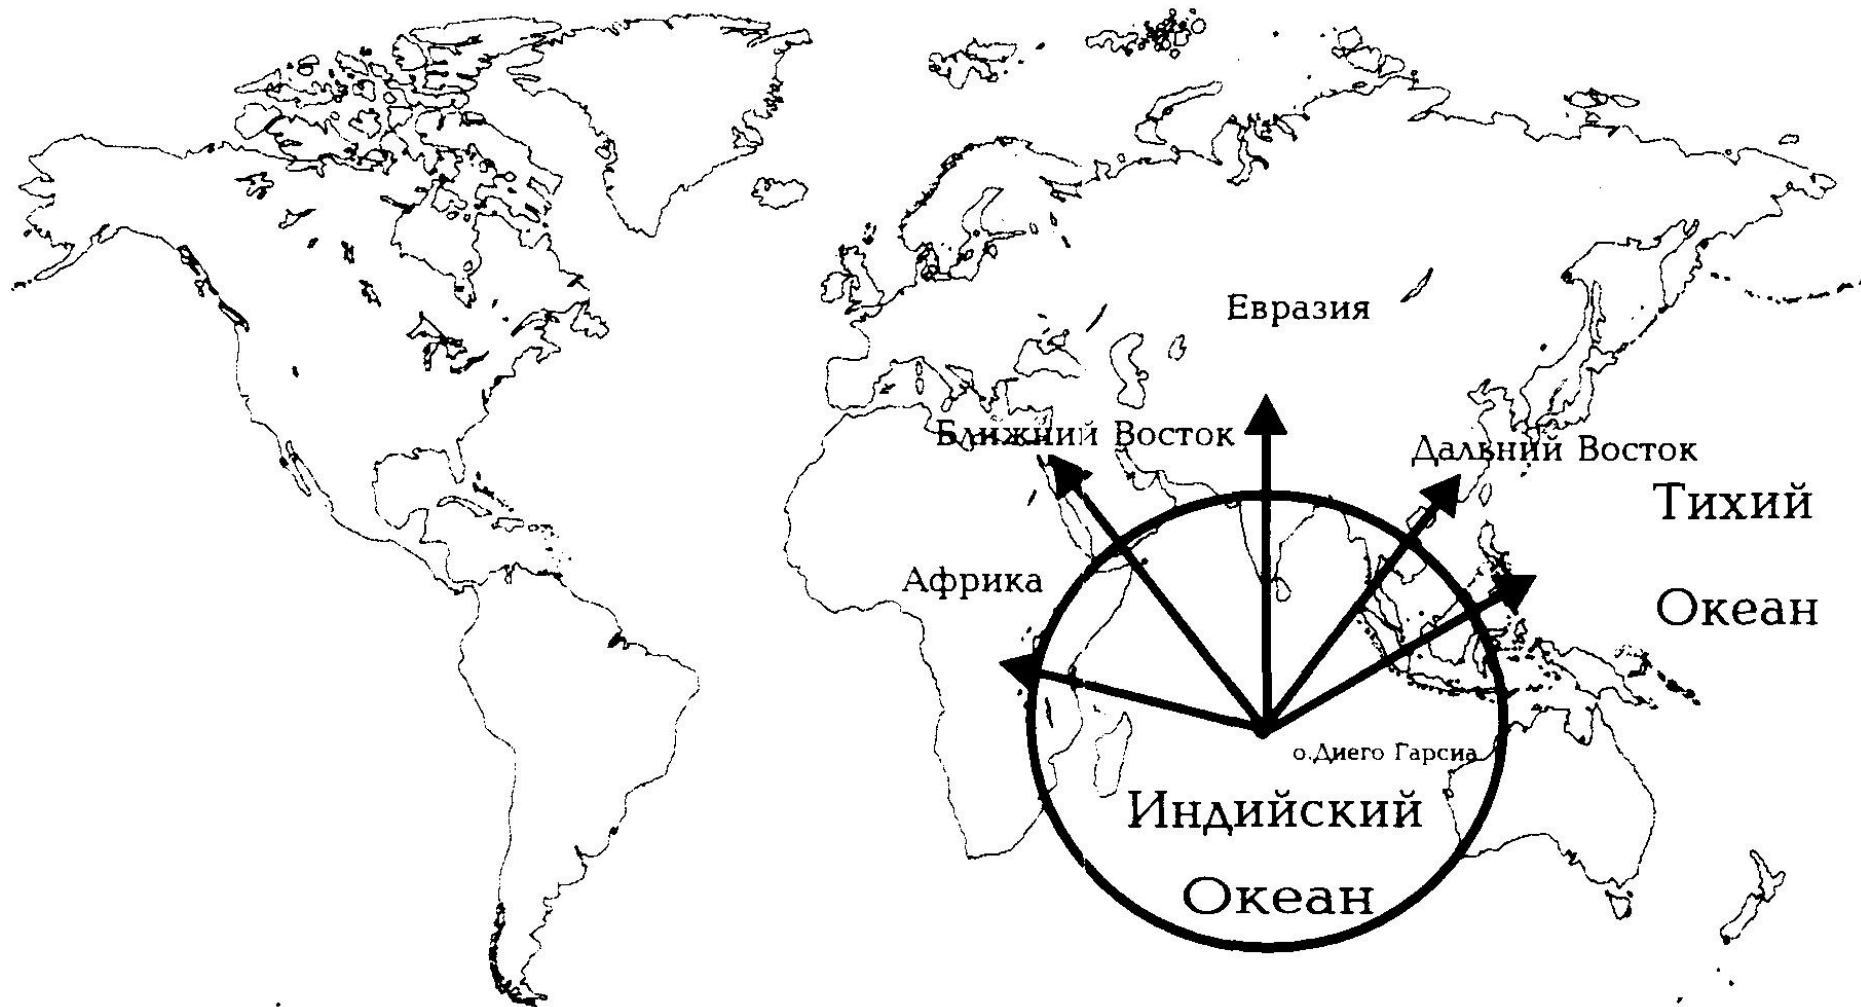 Евразия
Ближний Восток
Дальний Восток
Тихий
Океан
Африка
о.Диего Гарсиа
Индийский
Океан